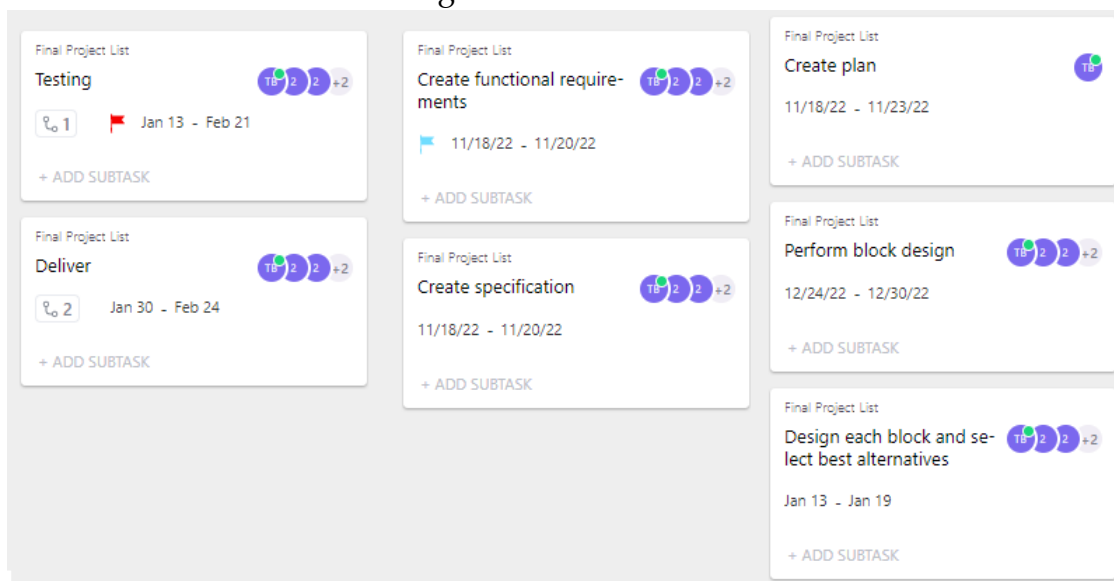 Final Project List
Testing
TB 2 2 +2
1 Jan 13 - Feb 21
+ ADD SUBTASK
Final Project List
Deliver
TB 2 2 +2
2 Jan 30 - Feb 24
+ ADD SUBTASK
Final Project List
Create functional require-
ments
TB 2 2 +2
11/18/22 - 11/20/22
+ ADD SUBTASK
Final Project List
Create specification
TB 2 2 +2
11/18/22 - 11/20/22
+ ADD SUBTASK
Final Project List
Create plan
TB
11/18/22 - 11/23/22
+ ADD SUBTASK
Final Project List
Perform block design
TB 2 2 +2
12/24/22 - 12/30/22
+ ADD SUBTASK
Final Project List
Design each block and se-
lect best alternatives
TB 2 2 +2
Jan 13 - Jan 19
+ ADD SUBTASK